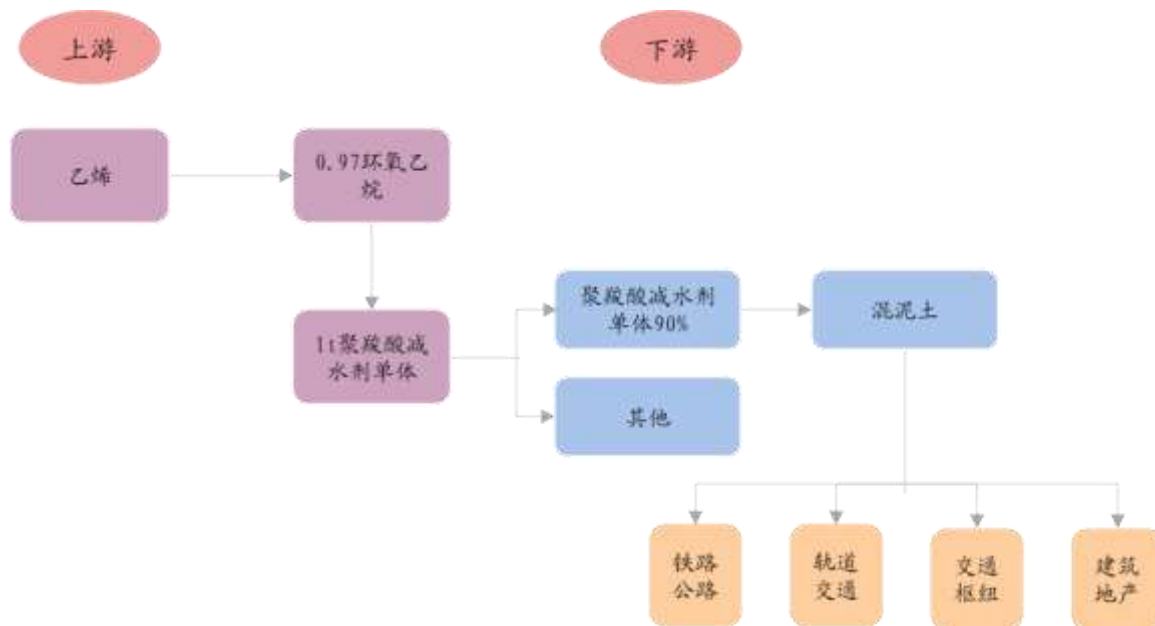 上游
下游
乙烯
0.97环氧乙
烷
1t聚羧酸减
水剂单体
聚羧酸减水剂
单体90%
混泥土
其他
铁路
公路
轨道
交通
交通
枢纽
建筑
地产